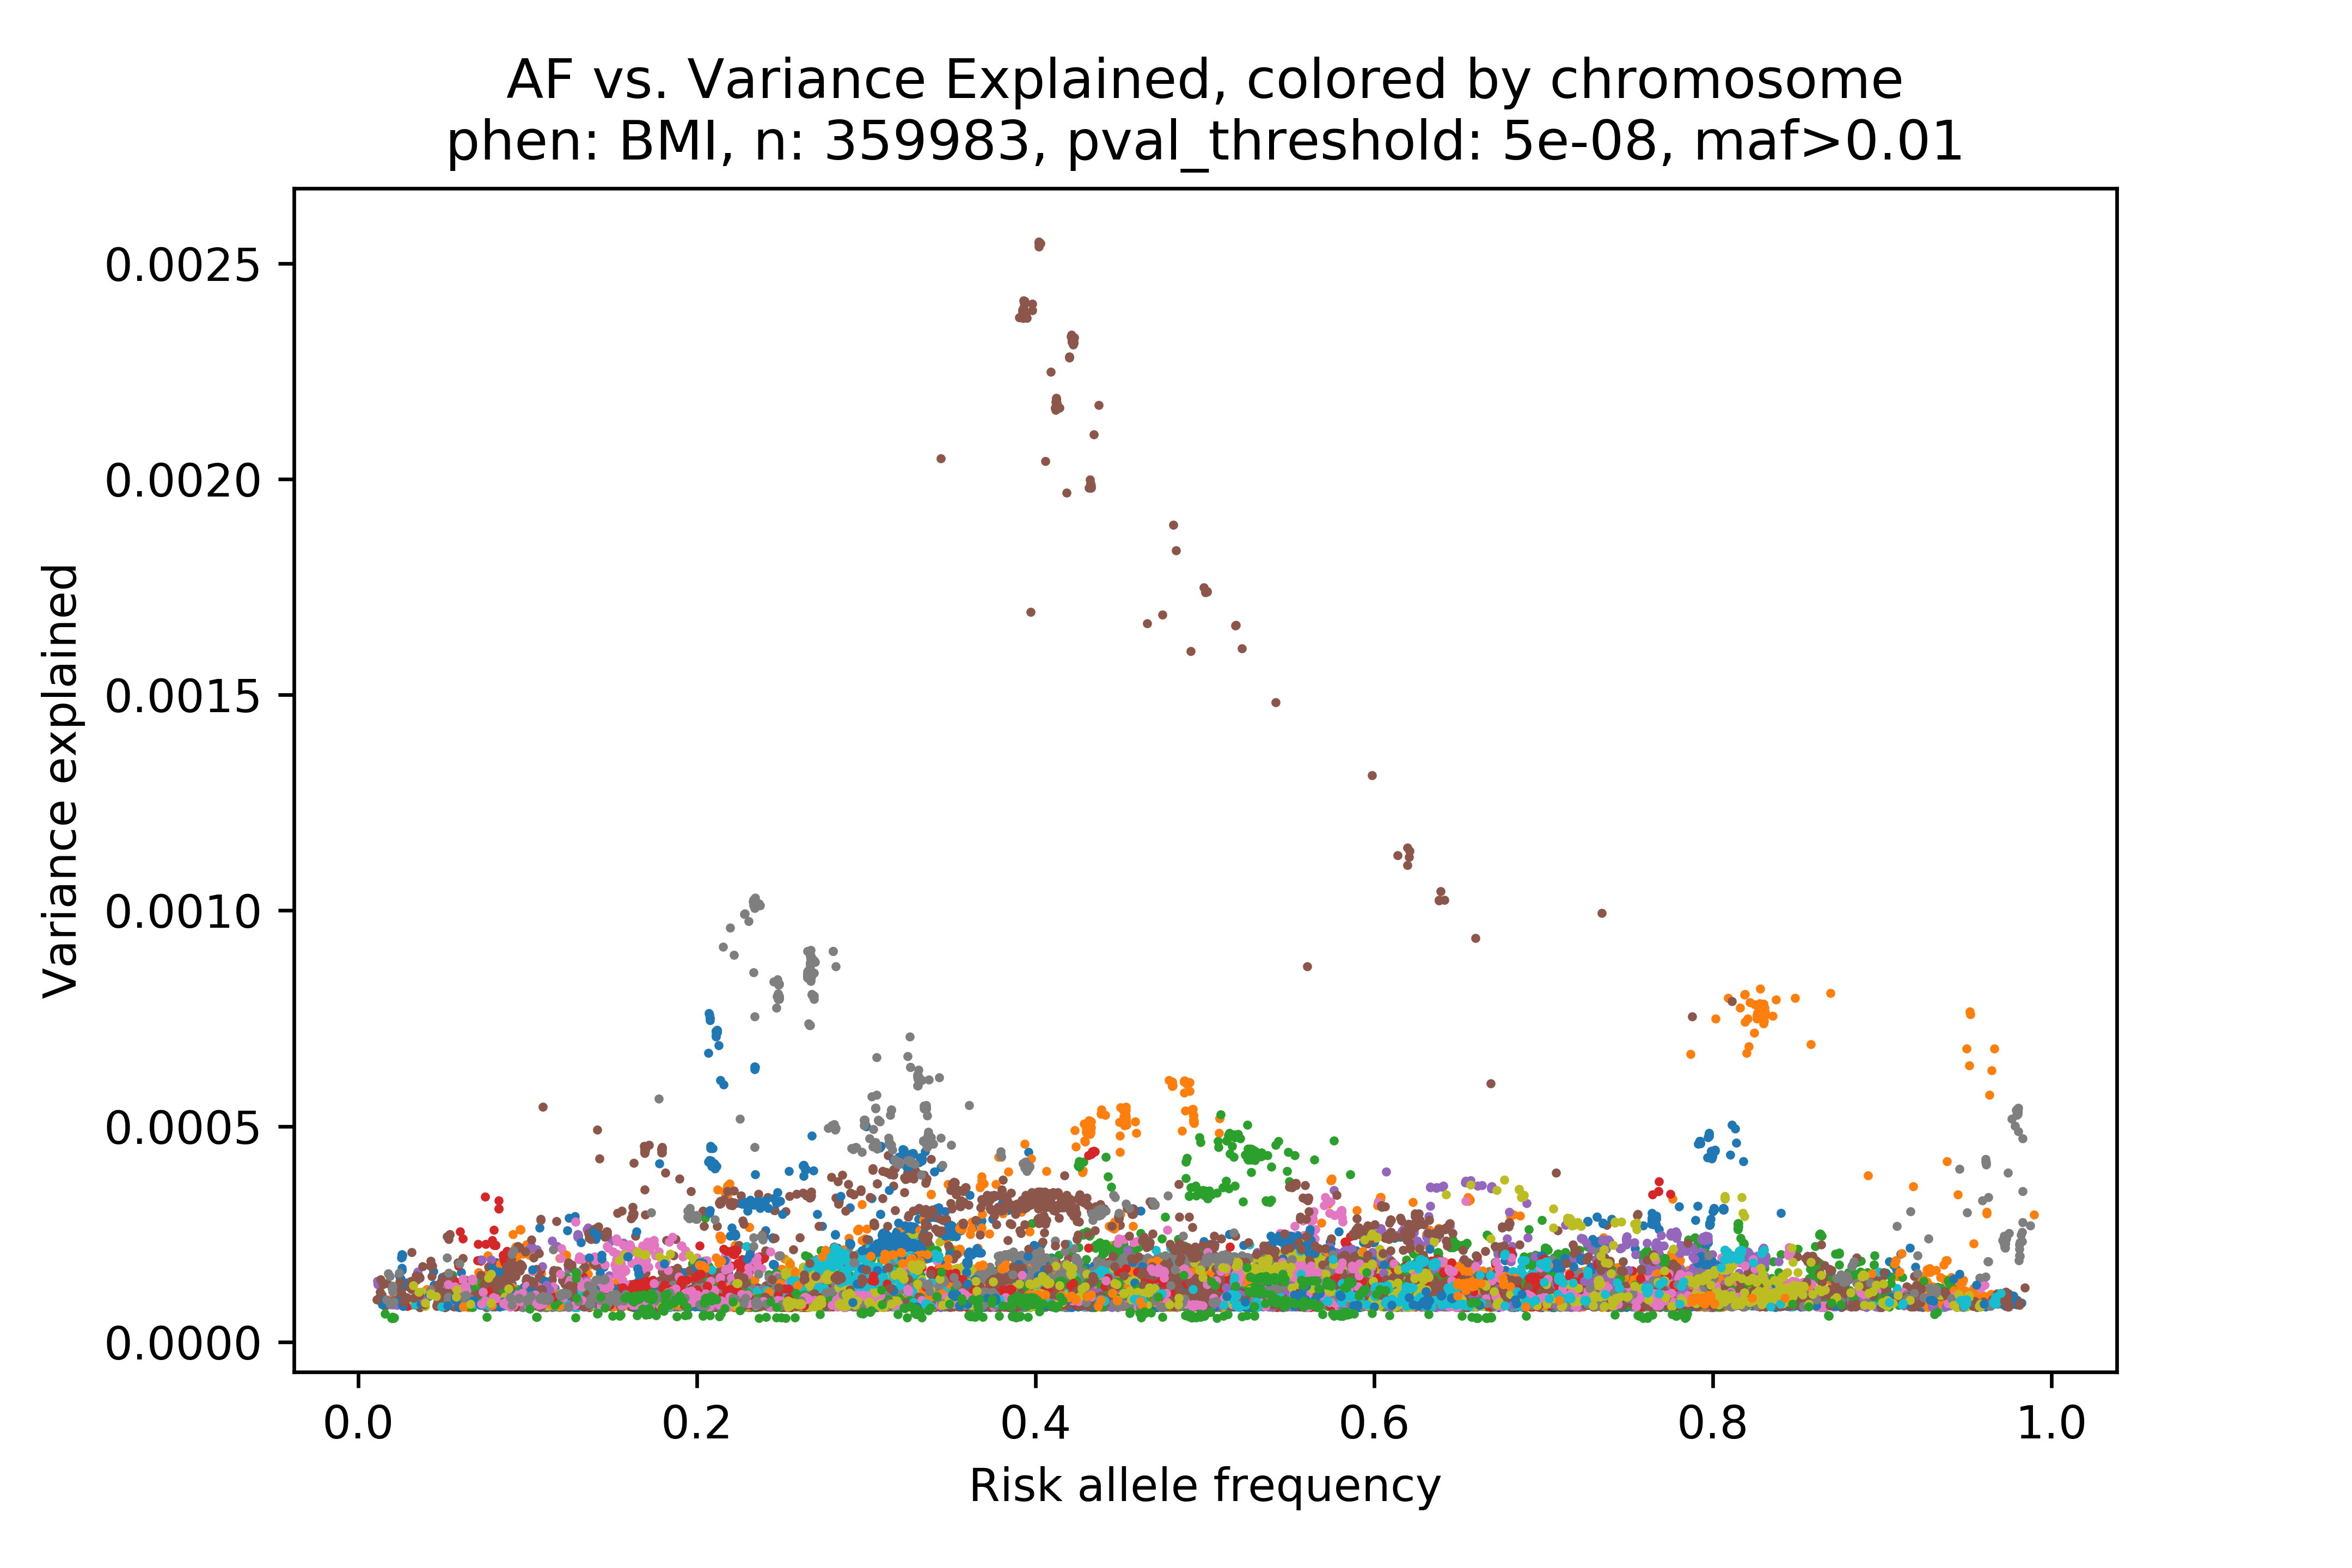 AF vs. Variance Explained, colored by chromosome
phen: BMI, n: 359983, pval_threshold: 5e-08, maf>0.01
Variance explained
0.0025
0.0020
0.0015
0.0010
0.0005
0.0000
0.0 0.2 0.4 0.6 0.8 1.0
Risk allele frequency